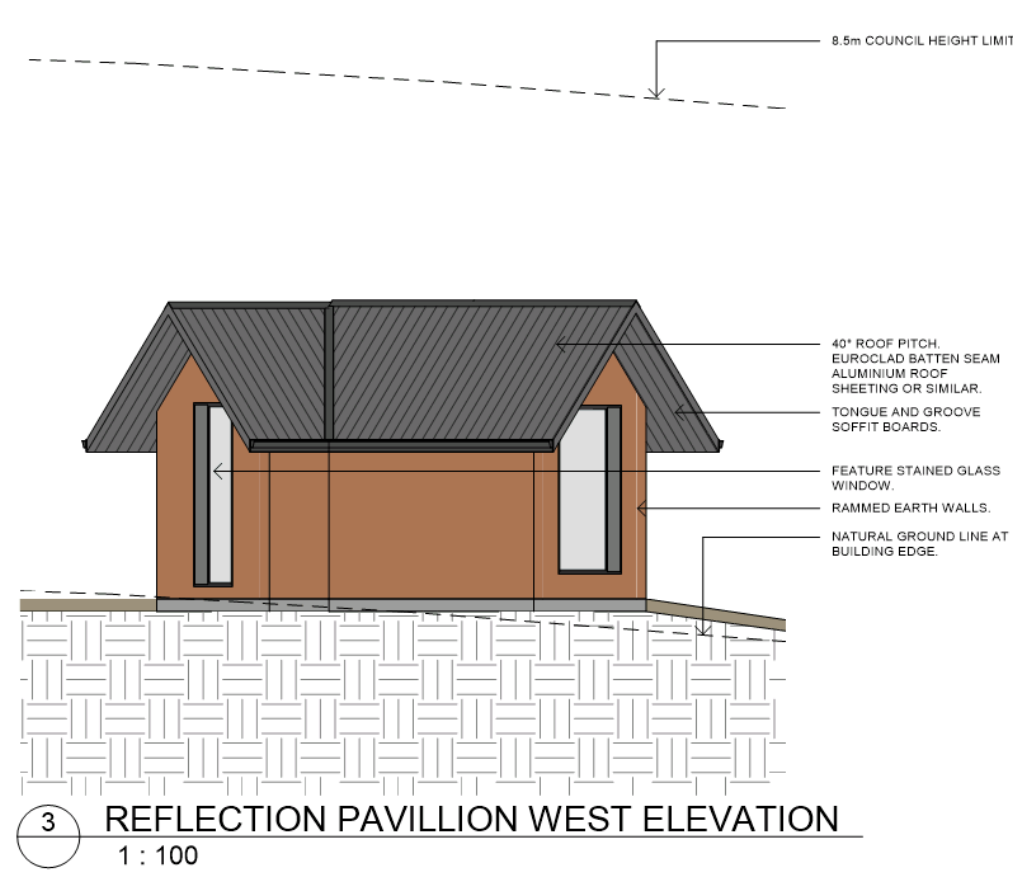 8.5m COUNCIL HEIGHT LIMIT
40° ROOF PITCH.
EUROCLAD BATTEN SEAM
ALUMINIUM ROOF
SHEETING OR SIMILAR.
TONGUE AND GROOVE
SOFFIT BOARDS.
FEATURE STAINED GLASS
WINDOW.
RAMMED EARTH WALLS.
NATURAL GROUND LINE AT
BUILDING EDGE.
3
REFLECTION PAVILLION WEST ELEVATION
1 : 100